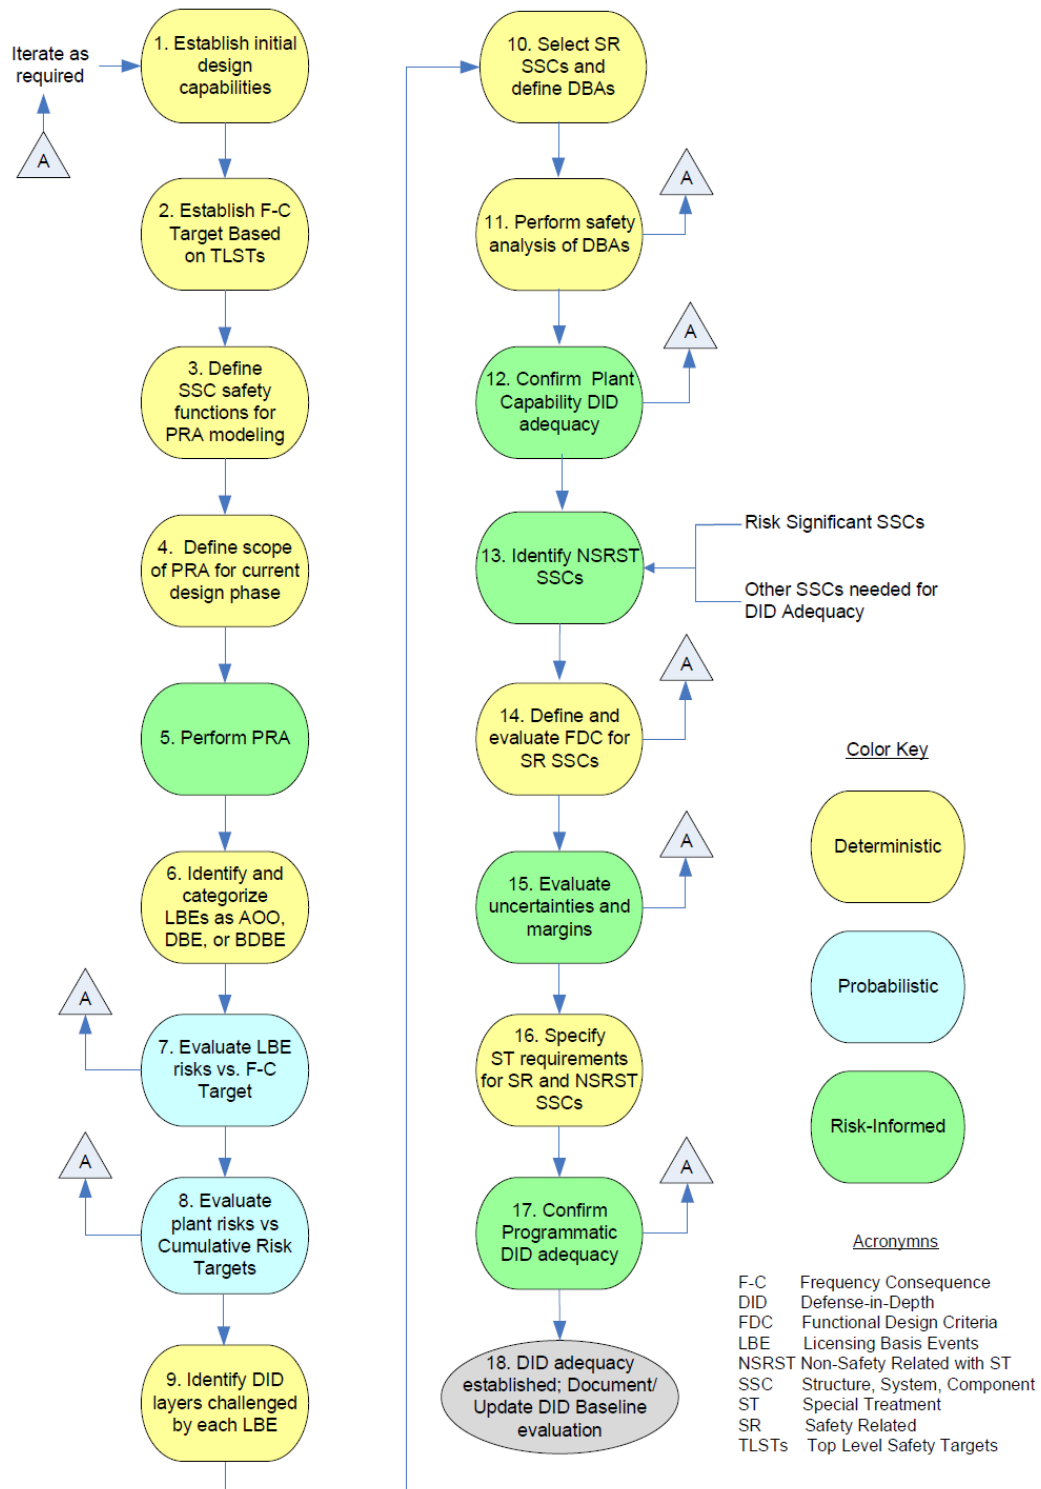 Iterate as
required
A
1. Establish initial
design
capabilities
2. Establish F-C
Target Based
on TLSTs
3. Define
SSC safety
functions for
PRA modeling
4. Define scope
of PRA for current
design phase
5. Perform PRA
6. Identify and
categorize
LBEs as AOO,
DBE, or BDBE
A
7. Evaluate LBE
risks vs. F-C
Target
A
8. Evaluate
plant risks vs
Cumulative Risk
Targets
9. Identify DID
layers challenged
by each LBE
10. Select SR
SSCs and
define DBAs
A
11. Perform safety
analysis of DBAs
A
12. Confirm Plant
Capability DID
adequacy
13. Identify NSRST
SSCs
Risk Significant SSCs
Other SSCs needed for
DID Adequacy
A
14. Define and
evaluate FDC for
SR SSCs
A
15. Evaluate
uncertainties and
margins
16. Specify
ST requirements
for SR and NSRST
SSCs
A
17. Confirm
Programmatic
DID adequacy
18. DID adequacy
established; Document/
Update DID Baseline
evaluation
Color Key
Deterministic
Probabilistic
Risk-Informed
Acronymns
F-C Frequency Consequence
DID Defense-in-Depth
FDC Functional Design Criteria
LBE Licensing Basis Events
NSRST Non-Safety Related with ST
SSC Structure, System, Component
ST Special Treatment
SR Safety Related
TLSTs Top Level Safety Targets